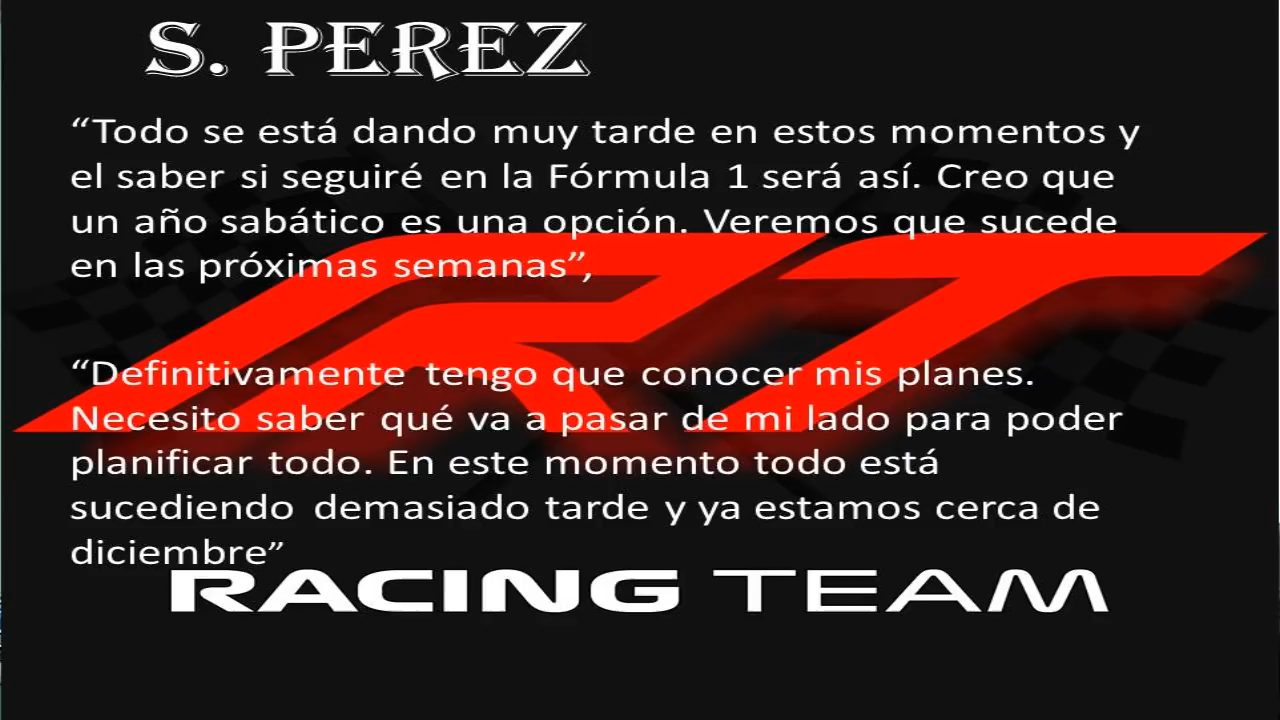 S. PEREZ
“Todo se está dando muy tarde en estos momentos y
el saber si seguiré en la Fórmula 1 será así. Creo que
un año sabático es una opción. Veremos que sucede
en las próximas semanas”,
“Definitivamente tengo que conocer mis planes.
Necesito saber qué va a pasar de mi lado para poder
planificar todo. En este momento todo está
sucediendo demasiado tarde y ya estamos cerca de
diciembre”
RACING TEAM